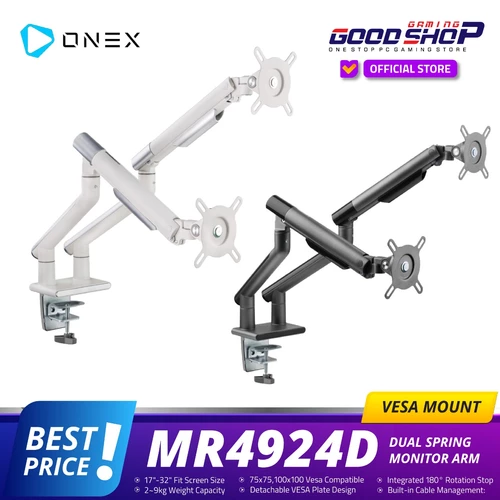 ONEX
GAMING
GOODSHOP
ONE STOP PC GAMING STORE
OFFICIAL STORE
VESA MOUNT
BEST
PRICE!
MR4924D
DUAL SPRING
MONITOR ARM
17"-32" Fit Screen Size
2~9kg Weight Capacity
75x75,100x100 Vesa Compatible
Detachable VESA Plate Design
Integrated 180° Rotation Stop
Built-in Cable Management.